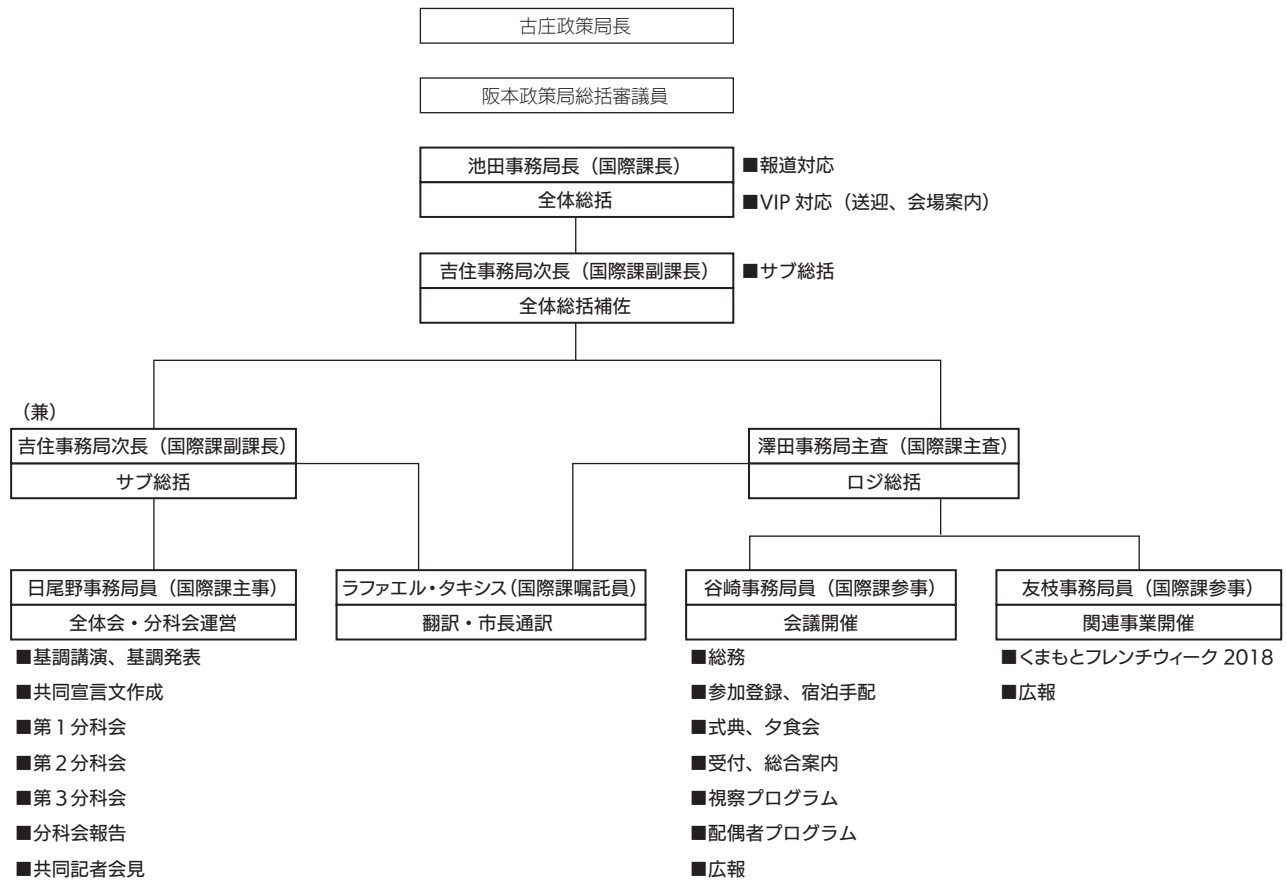 古庄政策局長
阪本政策局総括審議員
池田事務局長（国際課長）
全体総括
■報道対応
■VIP 対応（送迎、会場案内）
吉住事務局次長（国際課副課長）
全体総括補佐
■サブ総括
（兼）
吉住事務局次長（国際課副課長）
サブ総括
澤田事務局主査（国際課主査）
ロジ総括
日尾野事務局員（国際課主事）
全体会・分科会運営
■基調講演、基調発表
■共同宣言文作成
■第１分科会
■第２分科会
■第３分科会
■分科会報告
■共同記者会見
ラファエル・タキシス（国際課嘱託員）
翻訳・市長通訳
谷崎事務局員（国際課参事）
会議開催
■総務
■参加登録、宿泊手配
■式典、夕食会
■受付、総合案内
■視察プログラム
■配偶者プログラム
■広報
友枝事務局員（国際課参事）
関連事業開催
■くまもとフレンチウィーク 2018
■広報